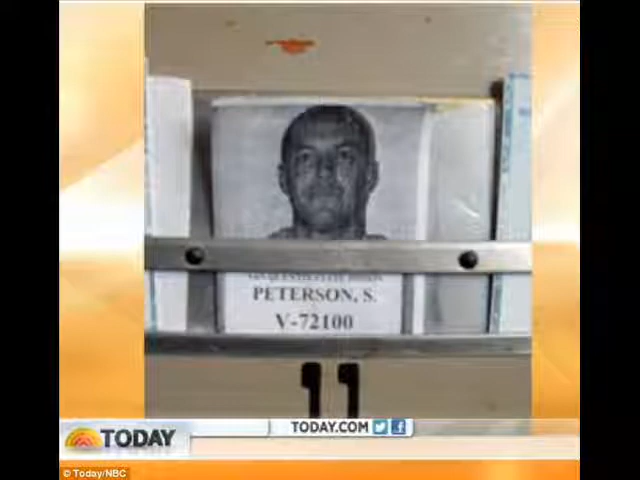 PETERSON, S.
V-72100
11
TODAY.COM
TODAY
© Today/NBC